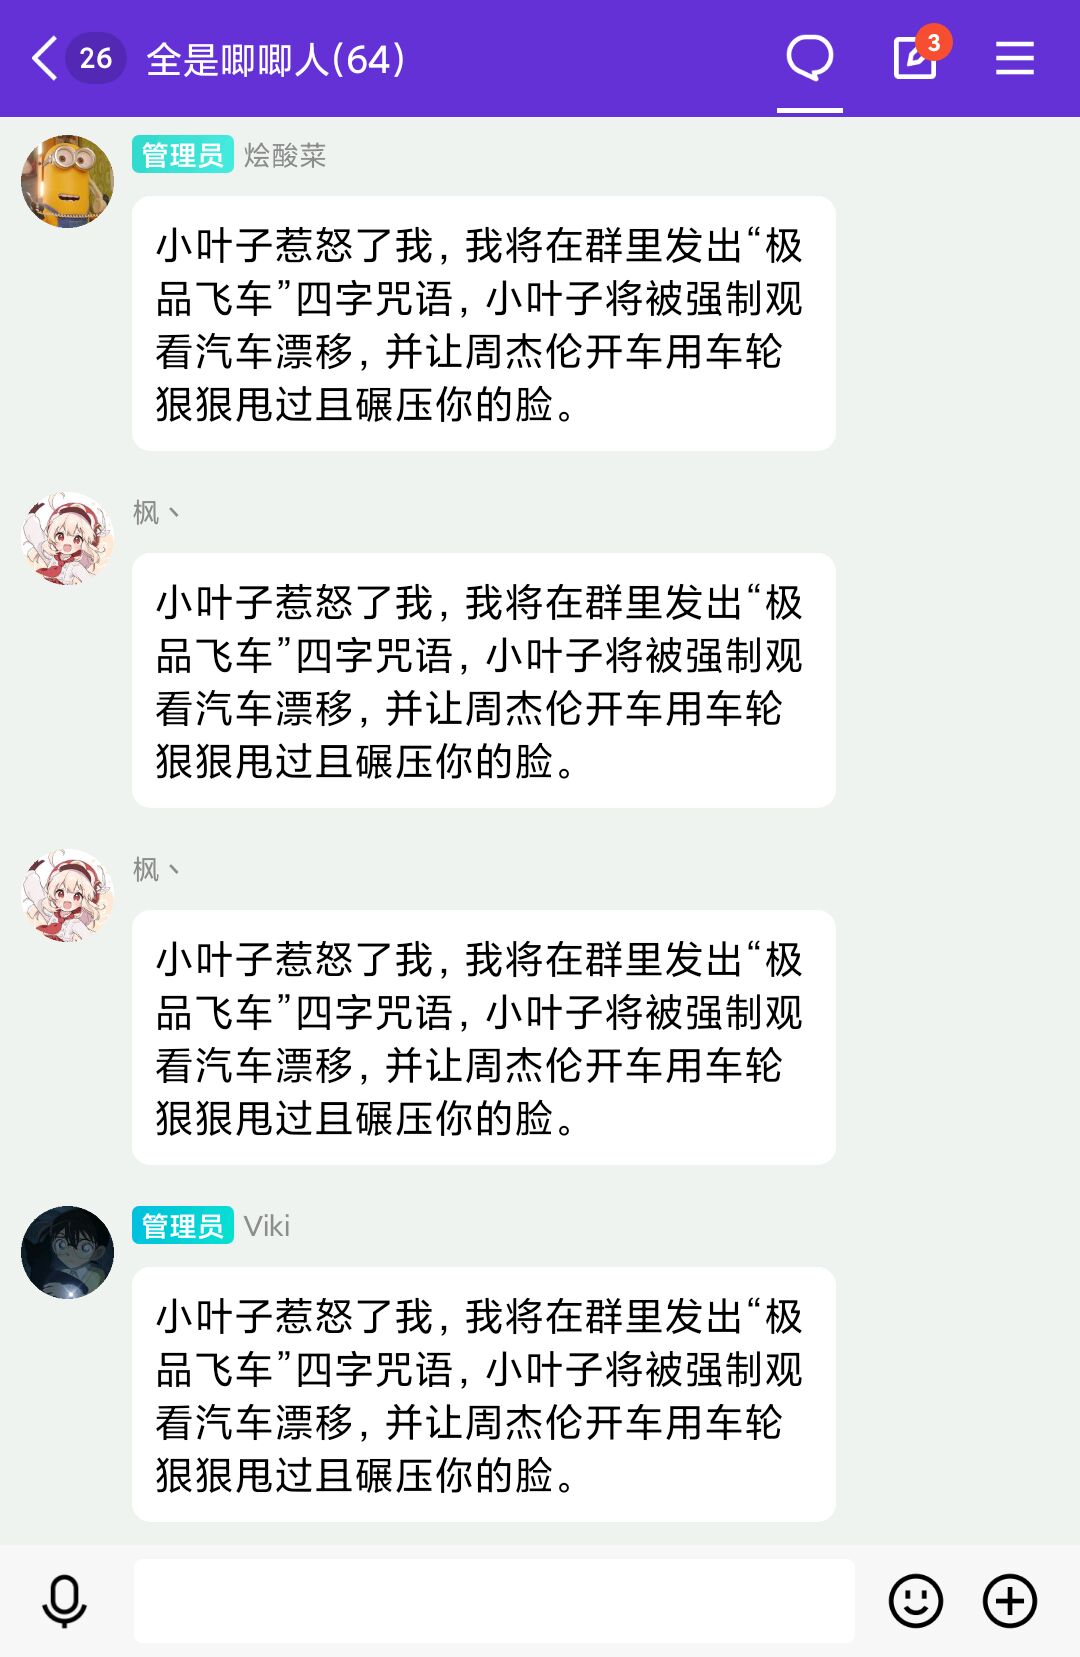 26 全是唧唧人(64) 3
管理员 烩酸菜
小叶子惹怒了我, 我将在群里发出“极
品飞车”四字咒语, 小叶子将被强制观
看汽车漂移, 并让周杰伦开车用车轮
狠狠甩过且碾压你的脸。
枫丶
小叶子惹怒了我, 我将在群里发出“极
品飞车”四字咒语, 小叶子将被强制观
看汽车漂移, 并让周杰伦开车用车轮
狠狠甩过且碾压你的脸。
枫丶
小叶子惹怒了我, 我将在群里发出“极
品飞车”四字咒语, 小叶子将被强制观
看汽车漂移, 并让周杰伦开车用车轮
狠狠甩过且碾压你的脸。
管理员 Viki
小叶子惹怒了我, 我将在群里发出“极
品飞车”四字咒语, 小叶子将被强制观
看汽车漂移, 并让周杰伦开车用车轮
狠狠甩过且碾压你的脸。